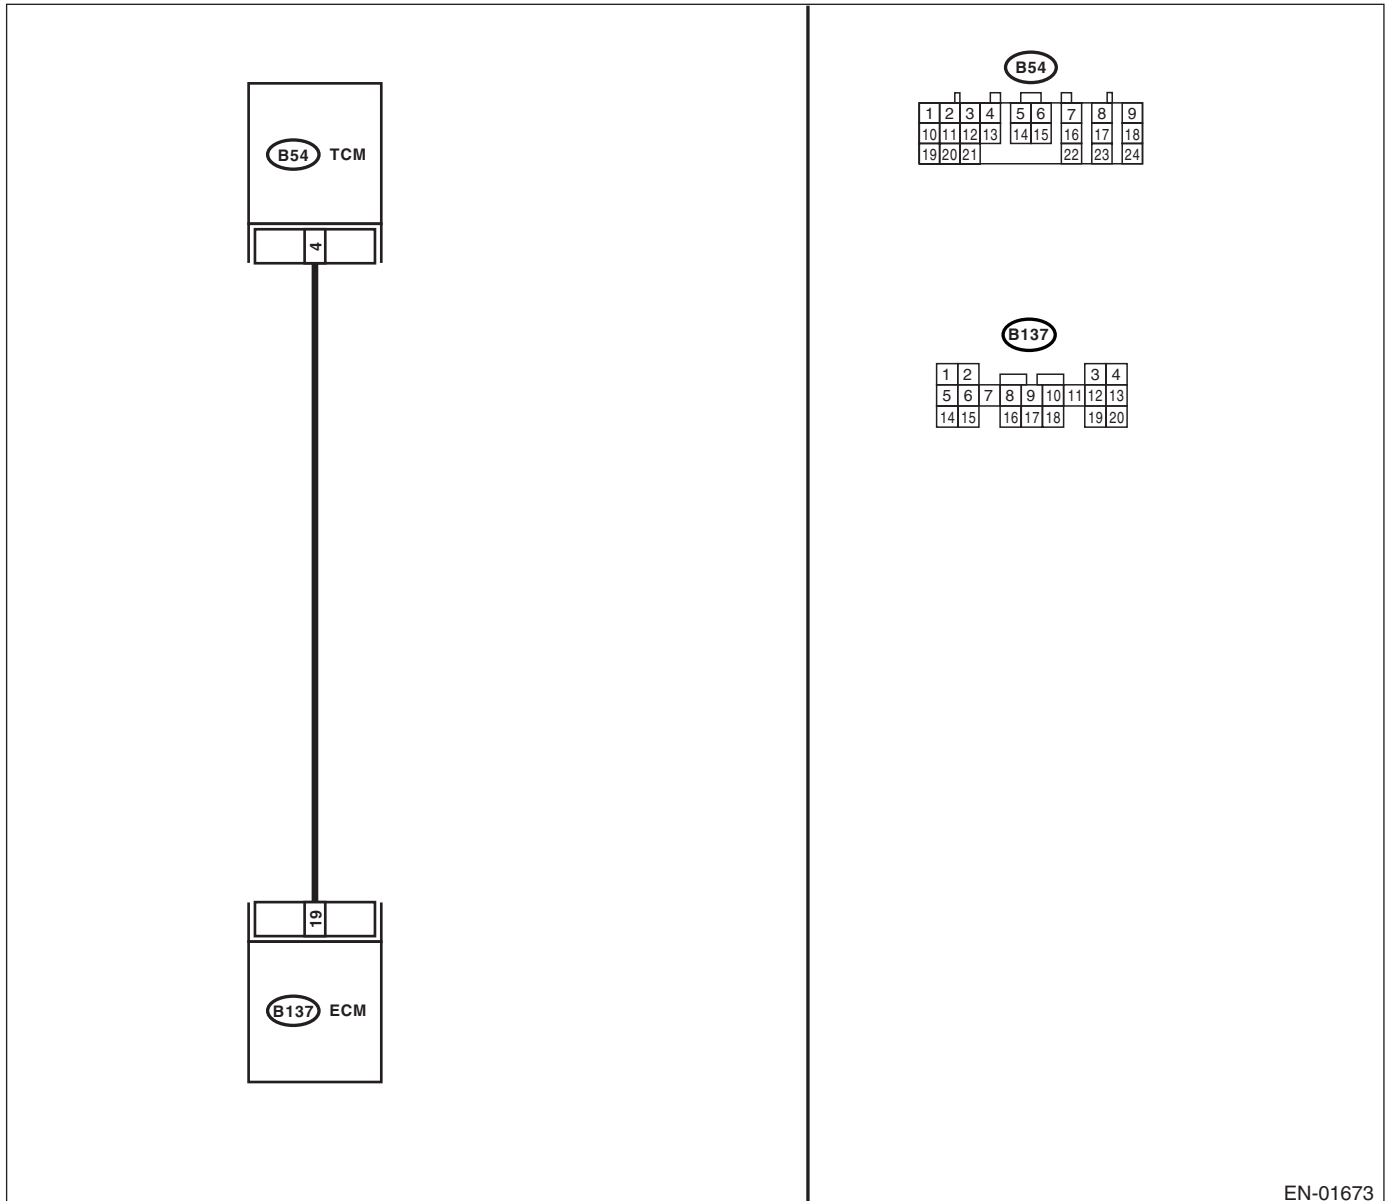 B54 TCM
4
19
B137 ECM
B54
1 2 3 4 5 6 7 8 9
10 11 12 13 14 15 16 17 18
19 20 21 22 23 24
B137
1 2 3 4
5 6 7 8 9 10 11 12 13
14 15 16 17 18 19 20
EN-01673